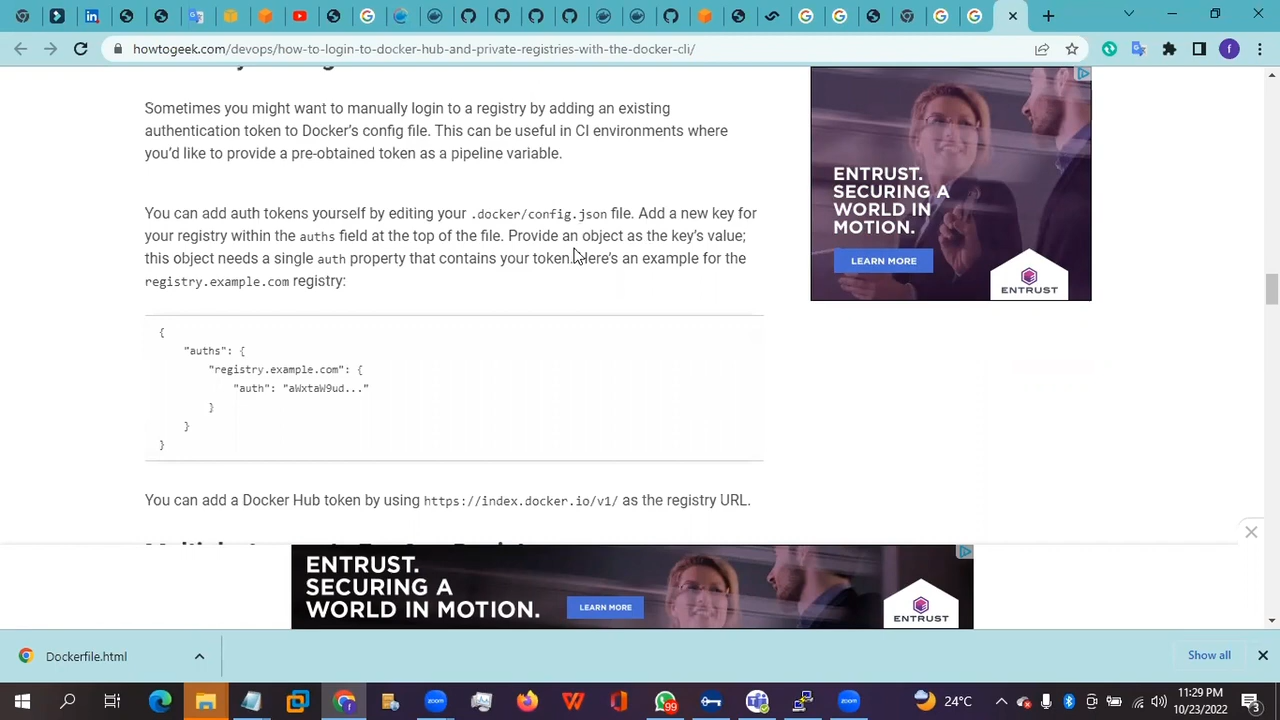 howtogeek.com/devops/how-to-login-to-docker-hub-and-private-registries-with-the-docker-cli/
f
Sometimes you might want to manually login to a registry by adding an existing
authentication token to Docker's config file. This can be useful in CI environments where
you'd like to provide a pre-obtained token as a pipeline variable.
You can add auth tokens yourself by editing your .docker/config.json file. Add a new key for
your registry within the auths field at the top of the file. Provide an object as the key's value;
this object needs a single auth property that contains your token. Here's an example for the
registry.example.com registry:
{
"auths": {
"registry.example.com": {
"auth": "aWxtaW9ud..."
}
}
}
You can add a Docker Hub token by using https://index.docker.io/v1/ as the registry URL.
ENTRUST.
SECURING A
WORLD IN
MOTION.
LEARN MORE
ENTRUST
ENTRUST.
SECURING A
WORLD IN MOTION.
LEARN MORE
ENTRUST
Dockerfile.html
Show all
zoom
99
zoom
24°C
11:29 PM
10/23/2022
3